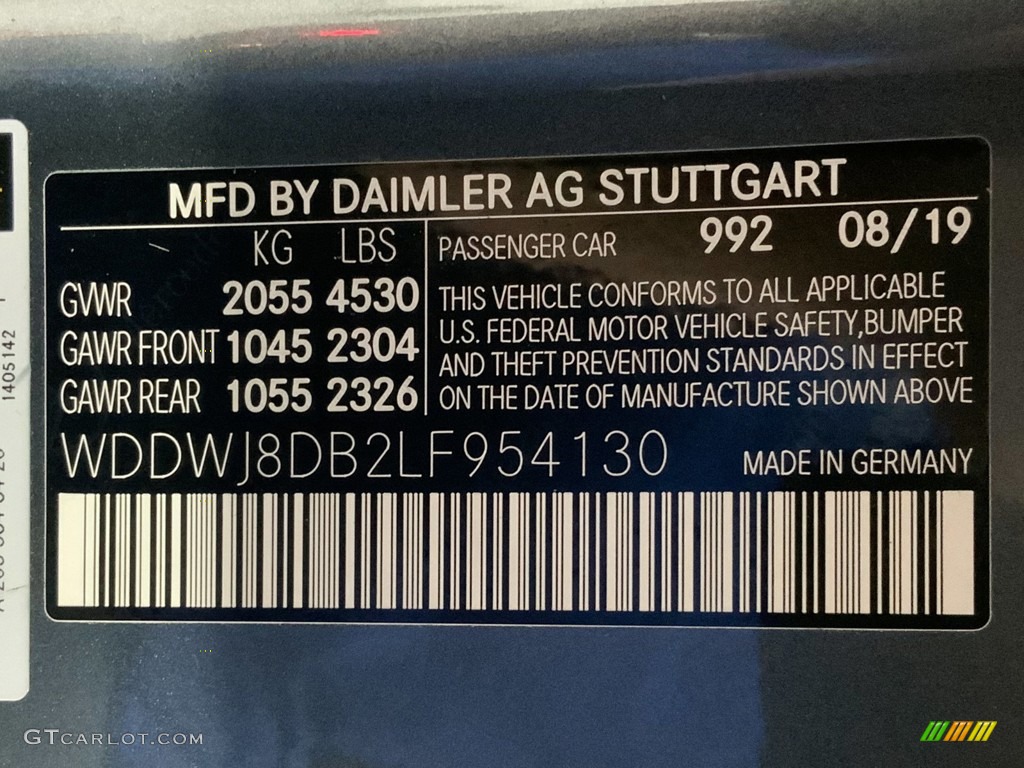 MFD BY DAIMLER AG STUTTGART
KG LBS
GVWR 2055 4530
GAWR FRONT 1045 2304
GAWR REAR 1055 2326
PASSENGER CAR 992 08/19
THIS VEHICLE CONFORMS TO ALL APPLICABLE
U.S. FEDERAL MOTOR VEHICLE SAFETY,BUMPER
AND THEFT PREVENTION STANDARDS IN EFFECT
ON THE DATE OF MANUFACTURE SHOWN ABOVE
WDDWJ8DB2LF954130 MADE IN GERMANY
1405142
GTCARLOT.COM